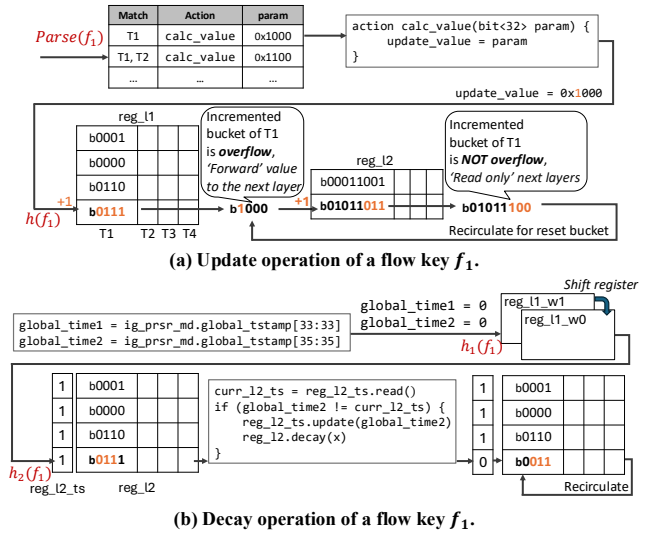 Match Action param
Parse(f1) T1 calc_value 0x1000
T1, T2 calc_value 0x1100
... ... ...
action calc_value(bit<32> param) {
update_value = param
}
update_value = 0x1000
reg_l1
b0001
b0000
b0110
+1 b0111
h(f1)
T1 T2 T3 T4
Incremented
bucket of T1
is overflow,
'Forward' value
to the next layer
b1000
+1
reg_l2
b00011001
b01011011
Incremented
bucket of T1
is NOT overflow,
'Read only' next layers
b01011100
Recirculate for reset bucket
(a) Update operation of a flow key f1.
global_time1 = ig_prsr_md.global_tstamp[33:33]
global_time2 = ig_prsr_md.global_tstamp[35:35]
global_time1 = 0
global_time2 = 0
h1(f1)
Shift register
reg_l1_w1
reg_l1_w0
1 b0001
1 b0000
1 b0110
1 b0111
h2(f1)
reg_l2_ts reg_l2
curr_l2_ts = reg_l2_ts.read()
if (global_time2 != curr_l2_ts) {
reg_l2_ts.update(global_time2)
reg_l2.decay(x)
}
1 b0001
1 b0000
1 b0110
0 b0011
Recirculate
(b) Decay operation of a flow key f1.